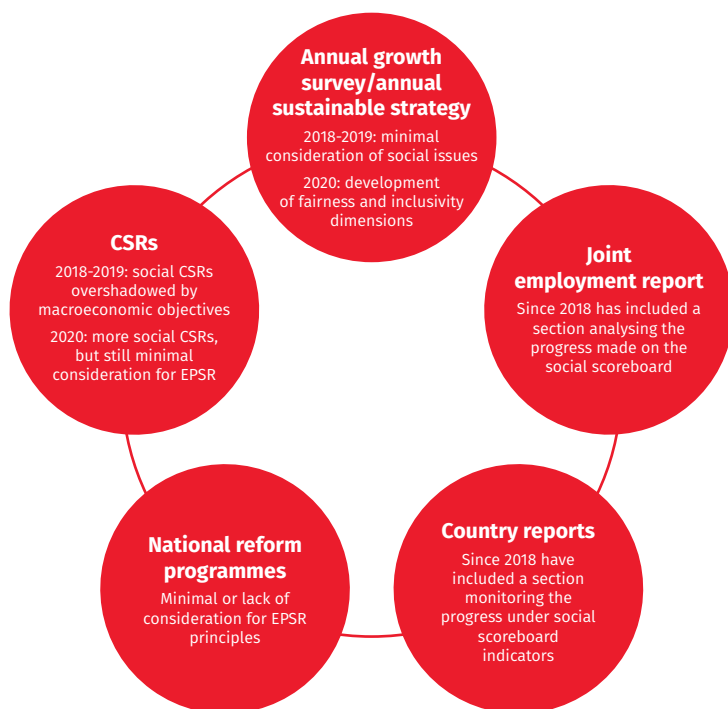 Annual growth
survey/annual
sustainable strategy
2018-2019: minimal
consideration of social issues
2020: development
of fairness and inclusivity
dimensions
CSRs
2018-2019: social CSRs
overshadowed by
macroeconomic objectives
2020: more social CSRs,
but still minimal
consideration for EPSR
Joint
employment report
Since 2018 has included a
section analysing the
progress made on the
social scoreboard
National reform
programmes
Minimal or lack of
consideration for EPSR
principles
Country reports
Since 2018 have
included a section
monitoring the
progress under social
scoreboard
indicators